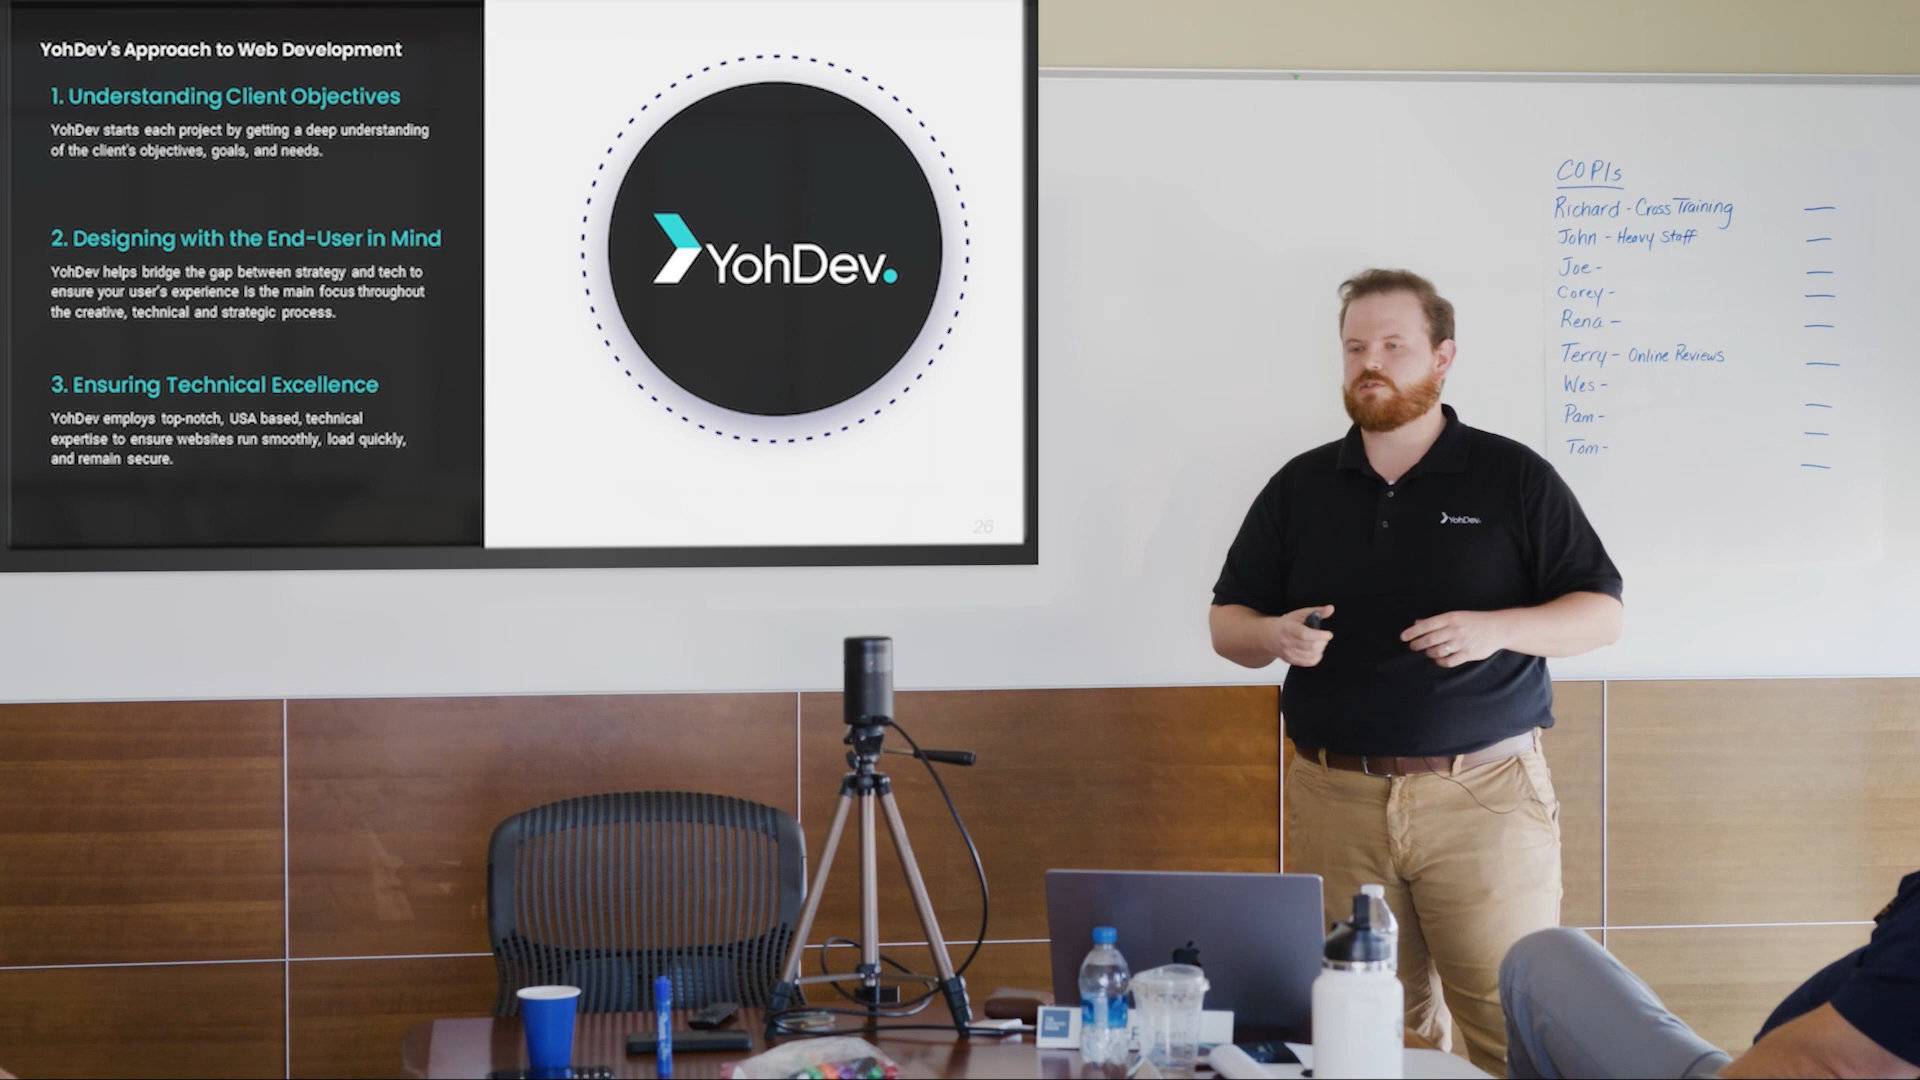 YohDev's Approach to Web Development
1. Understanding Client Objectives
YohDev starts each project by getting a deep understanding
of the client's objectives, goals, and needs.
2. Designing with the End-User in Mind
YohDev helps bridge the gap between strategy and tech to
ensure your user's experience is the main focus throughout
the creative, technical and strategic process.
3. Ensuring Technical Excellence
YohDev employs top-notch, USA based, technical
expertise to ensure websites run smoothly, load quickly,
and remain secure.
YohDev.
26
COPIs
Richard - Cross Training
John - Heavy Staff
Joe -
Corey -
Rena -
Terry - Online Reviews
Wes -
Pam -
Tom -
YohDev.